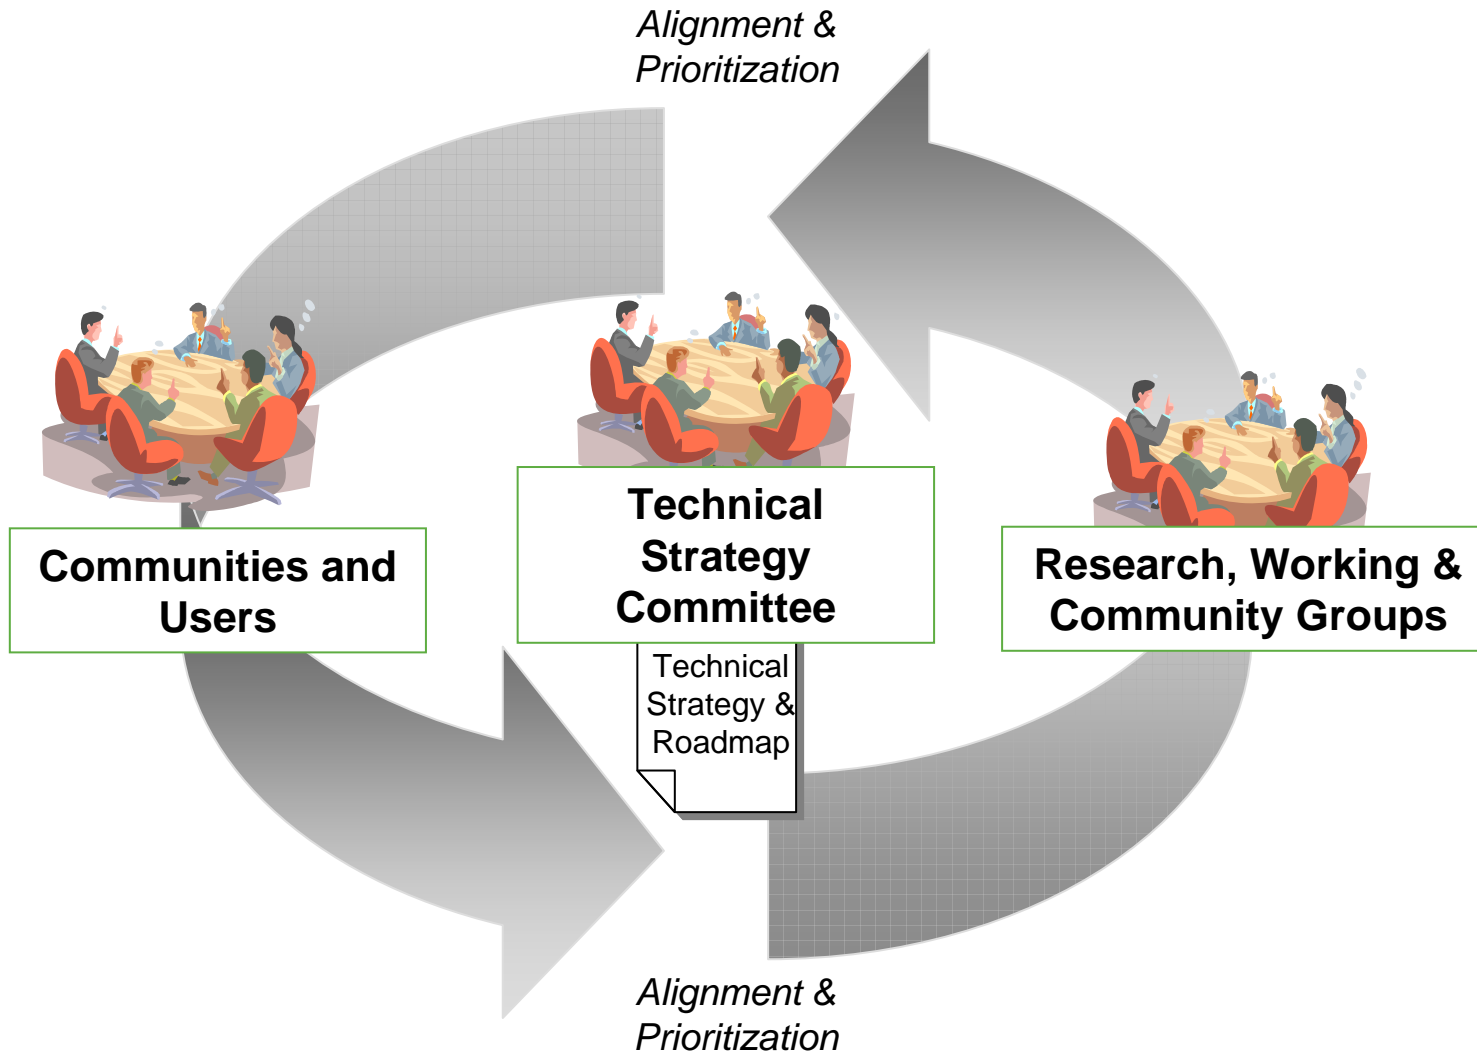 Alignment &
Prioritization
Communities and
Users
Technical
Strategy
Committee
Technical
Strategy &
Roadmap
Research, Working &
Community Groups
Alignment &
Prioritization